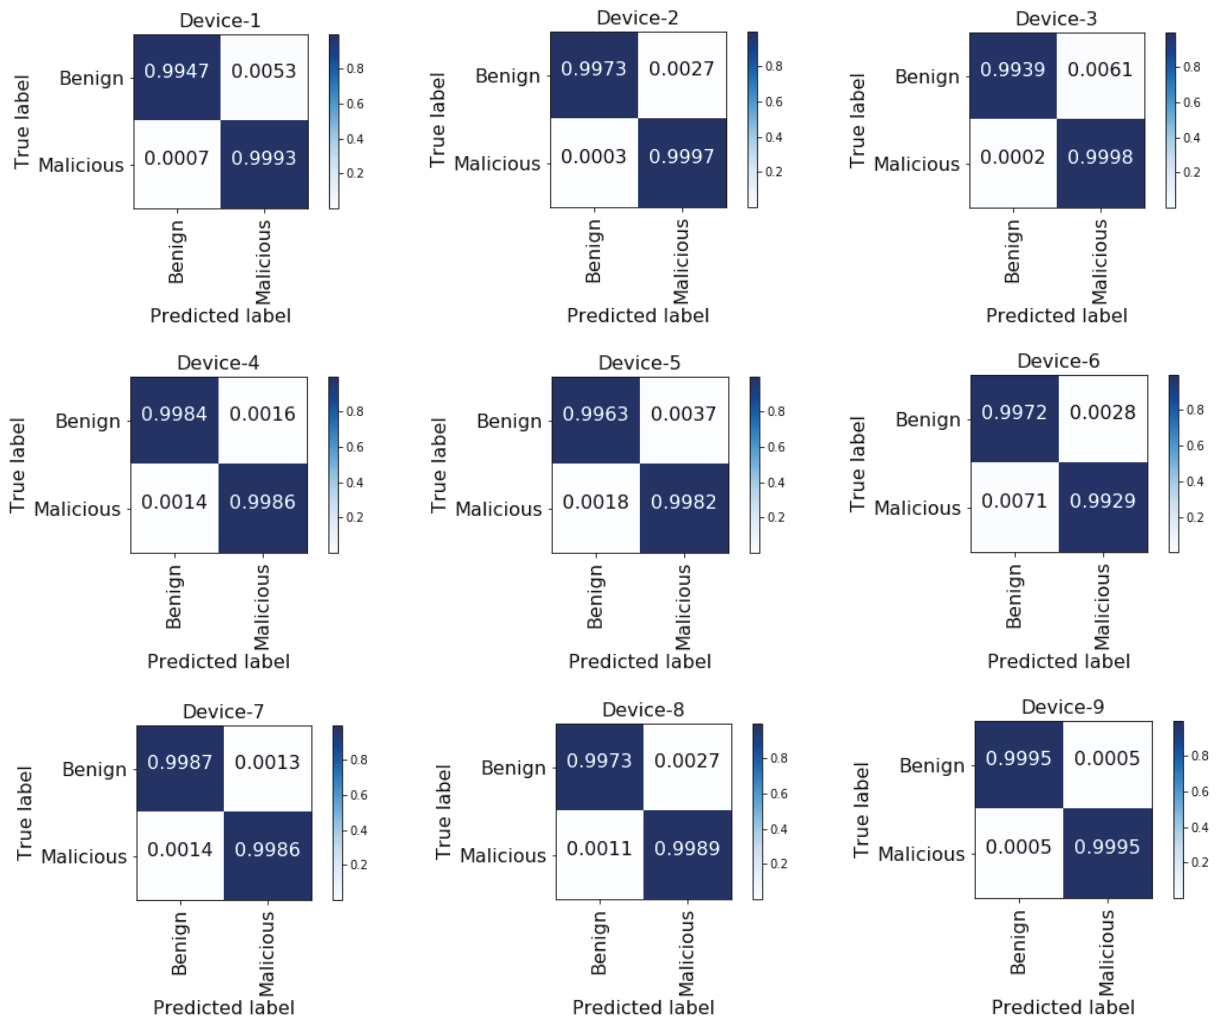 Device-1
True label
Benign
0.9947 0.0053
0.8
0.6
0.4
0.2
Malicious
0.0007 0.9993
Benign
Malicious
Predicted label
Device-2
True label
Benign
0.9973 0.0027
0.8
0.6
0.4
0.2
Malicious
0.0003 0.9997
Benign
Malicious
Predicted label
Device-3
True label
Benign
0.9939 0.0061
0.8
0.6
0.4
0.2
Malicious
0.0002 0.9998
Benign
Malicious
Predicted label
Device-4
True label
Benign
0.9984 0.0016
0.8
0.6
0.4
0.2
Malicious
0.0014 0.9986
Benign
Malicious
Predicted label
Device-5
True label
Benign
0.9963 0.0037
0.8
0.6
0.4
0.2
Malicious
0.0018 0.9982
Benign
Malicious
Predicted label
Device-6
True label
Benign
0.9972 0.0028
0.8
0.6
0.4
0.2
Malicious
0.0071 0.9929
Benign
Malicious
Predicted label
Device-7
True label
Benign
0.9987 0.0013
0.8
0.6
0.4
0.2
Malicious
0.0014 0.9986
Benign
Malicious
Predicted label
Device-8
True label
Benign
0.9973 0.0027
0.8
0.6
0.4
0.2
Malicious
0.0011 0.9989
Benign
Malicious
Predicted label
Device-9
True label
Benign
0.9995 0.0005
0.8
0.6
0.4
0.2
Malicious
0.0005 0.9995
Benign
Malicious
Predicted label